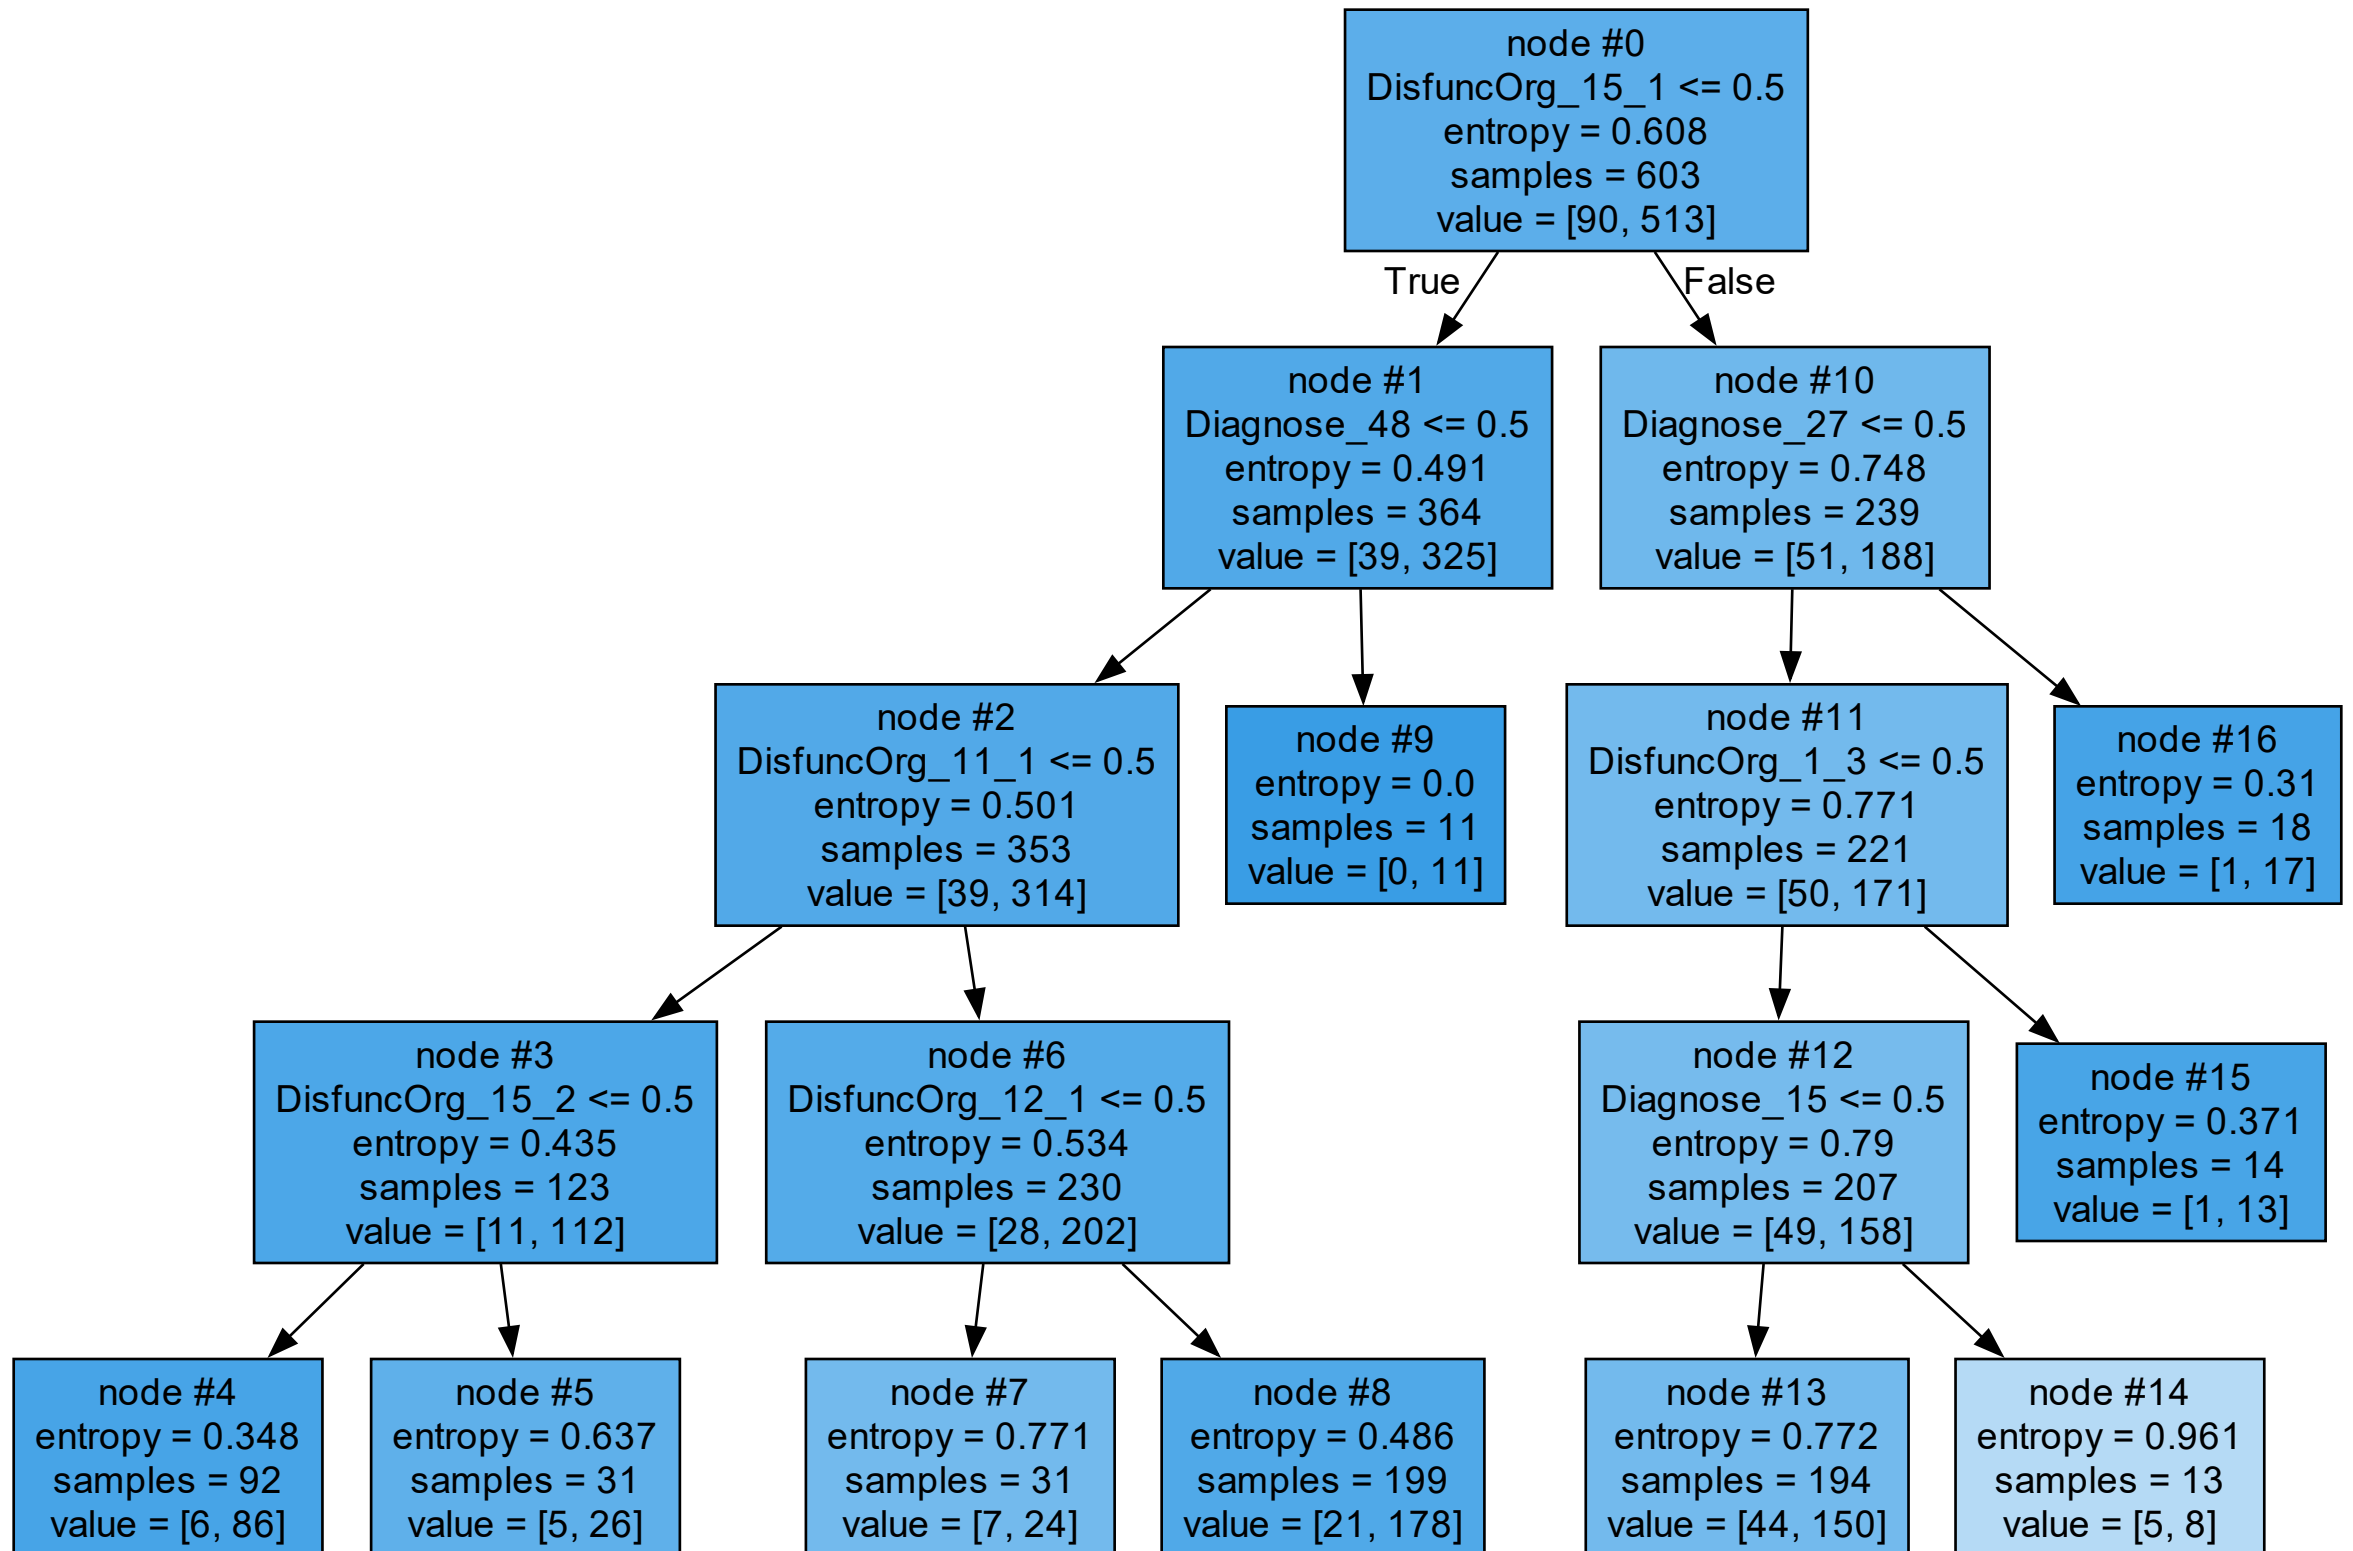 node #0
DisfuncOrg_15_1 <= 0.5
entropy = 0.608
samples = 603
value = [90, 513]
True
False
node #1
Diagnose_48 <= 0.5
entropy = 0.491
samples = 364
value = [39, 325]
node #10
Diagnose_27 <= 0.5
entropy = 0.748
samples = 239
value = [51, 188]
node #2
DisfuncOrg_11_1 <= 0.5
entropy = 0.501
samples = 353
value = [39, 314]
node #9
entropy = 0.0
samples = 11
value = [0, 11]
node #11
DisfuncOrg_1_3 <= 0.5
entropy = 0.771
samples = 221
value = [50, 171]
node #16
entropy = 0.31
samples = 18
value = [1, 17]
node #3
DisfuncOrg_15_2 <= 0.5
entropy = 0.435
samples = 123
value = [11, 112]
node #6
DisfuncOrg_12_1 <= 0.5
entropy = 0.534
samples = 230
value = [28, 202]
node #12
Diagnose_15 <= 0.5
entropy = 0.79
samples = 207
value = [49, 158]
node #15
entropy = 0.371
samples = 14
value = [1, 13]
node #4
entropy = 0.348
samples = 92
value = [6, 86]
node #5
entropy = 0.637
samples = 31
value = [5, 26]
node #7
entropy = 0.771
samples = 31
value = [7, 24]
node #8
entropy = 0.486
samples = 199
value = [21, 178]
node #13
entropy = 0.772
samples = 194
value = [44, 150]
node #14
entropy = 0.961
samples = 13
value = [5, 8]